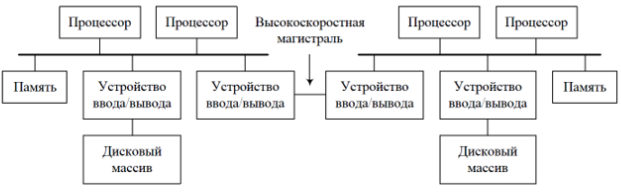 Процессор
Процессор
Высокоскоростная
магистраль
Процессор
Процессор
Память
Устройство
ввода/вывода
Устройство
ввода/вывода
Устройство
ввода/вывода
Устройство
ввода/вывода
Память
Дисковый
массив
Дисковый
массив